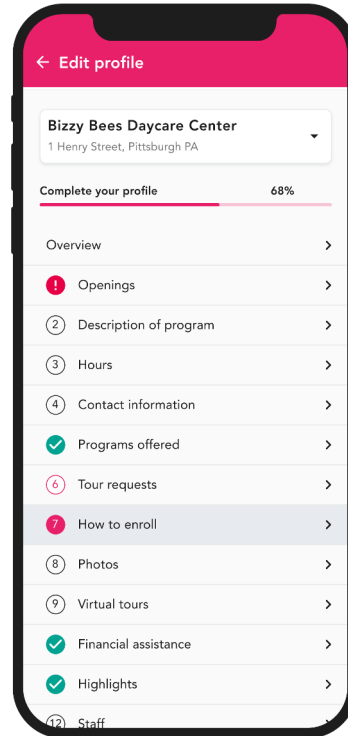 ← Edit profile
Bizzy Bees Daycare Center
1 Henry Street, Pittsburgh PA
Complete your profile 68%
Overview
! Openings
2 Description of program
3 Hours
4 Contact information
Programs offered
6 Tour requests
7 How to enroll
8 Photos
9 Virtual tours
Financial assistance
Highlights
12 Staff